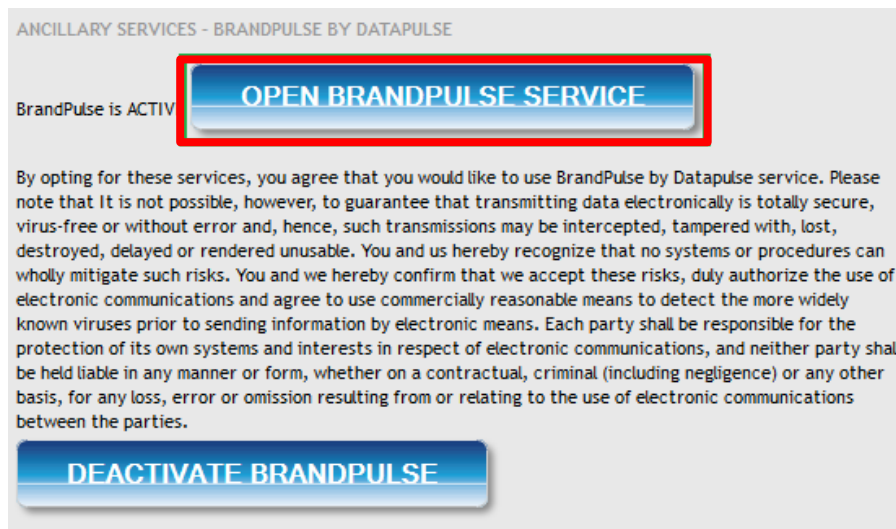 ANCILLARY SERVICES - BRANDPULSE BY DATAPULSE
BrandPulse is ACTIV OPEN BRANDPULSE SERVICE
By opting for these services, you agree that you would like to use BrandPulse by Datapulse service. Please
note that It is not possible, however, to guarantee that transmitting data electronically is totally secure,
virus-free or without error and, hence, such transmissions may be intercepted, tampered with, lost,
destroyed, delayed or rendered unusable. You and us hereby recognize that no systems or procedures can
wholly mitigate such risks. You and we hereby confirm that we accept these risks, duly authorize the use of
electronic communications and agree to use commercially reasonable means to detect the more widely
known viruses prior to sending information by electronic means. Each party shall be responsible for the
protection of its own systems and interests in respect of electronic communications, and neither party shal
be held liable in any manner or form, whether on a contractual, criminal (including negligence) or any other
basis, for any loss, error or omission resulting from or relating to the use of electronic communications
between the parties.
DEACTIVATE BRANDPULSE